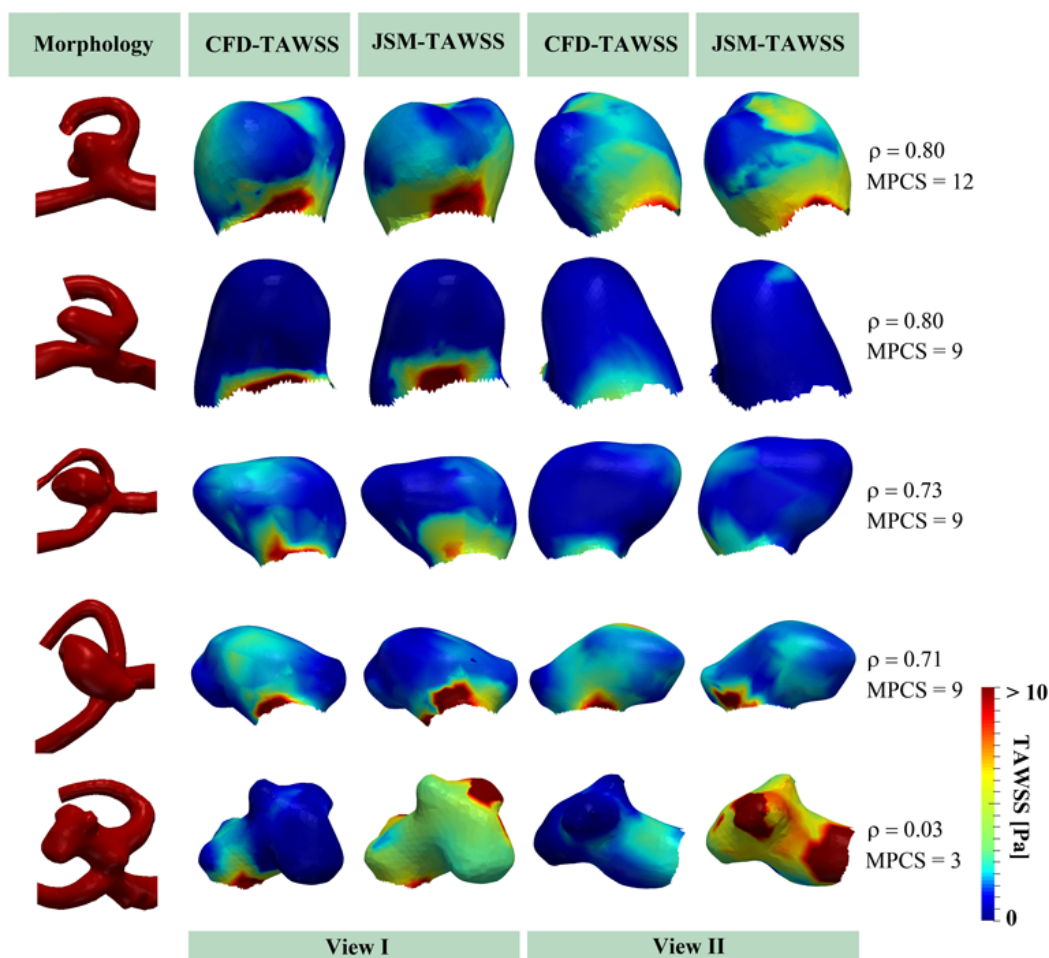 Morphology
CFD-TAWSS
JSM-TAWSS
CFD-TAWSS
JSM-TAWSS
ρ = 0.80
MPCS = 12
ρ = 0.80
MPCS = 9
ρ = 0.73
MPCS = 9
ρ = 0.71
MPCS = 9
> 10
TAWSS [Pa]
0
ρ = 0.03
MPCS = 3
View I
View II